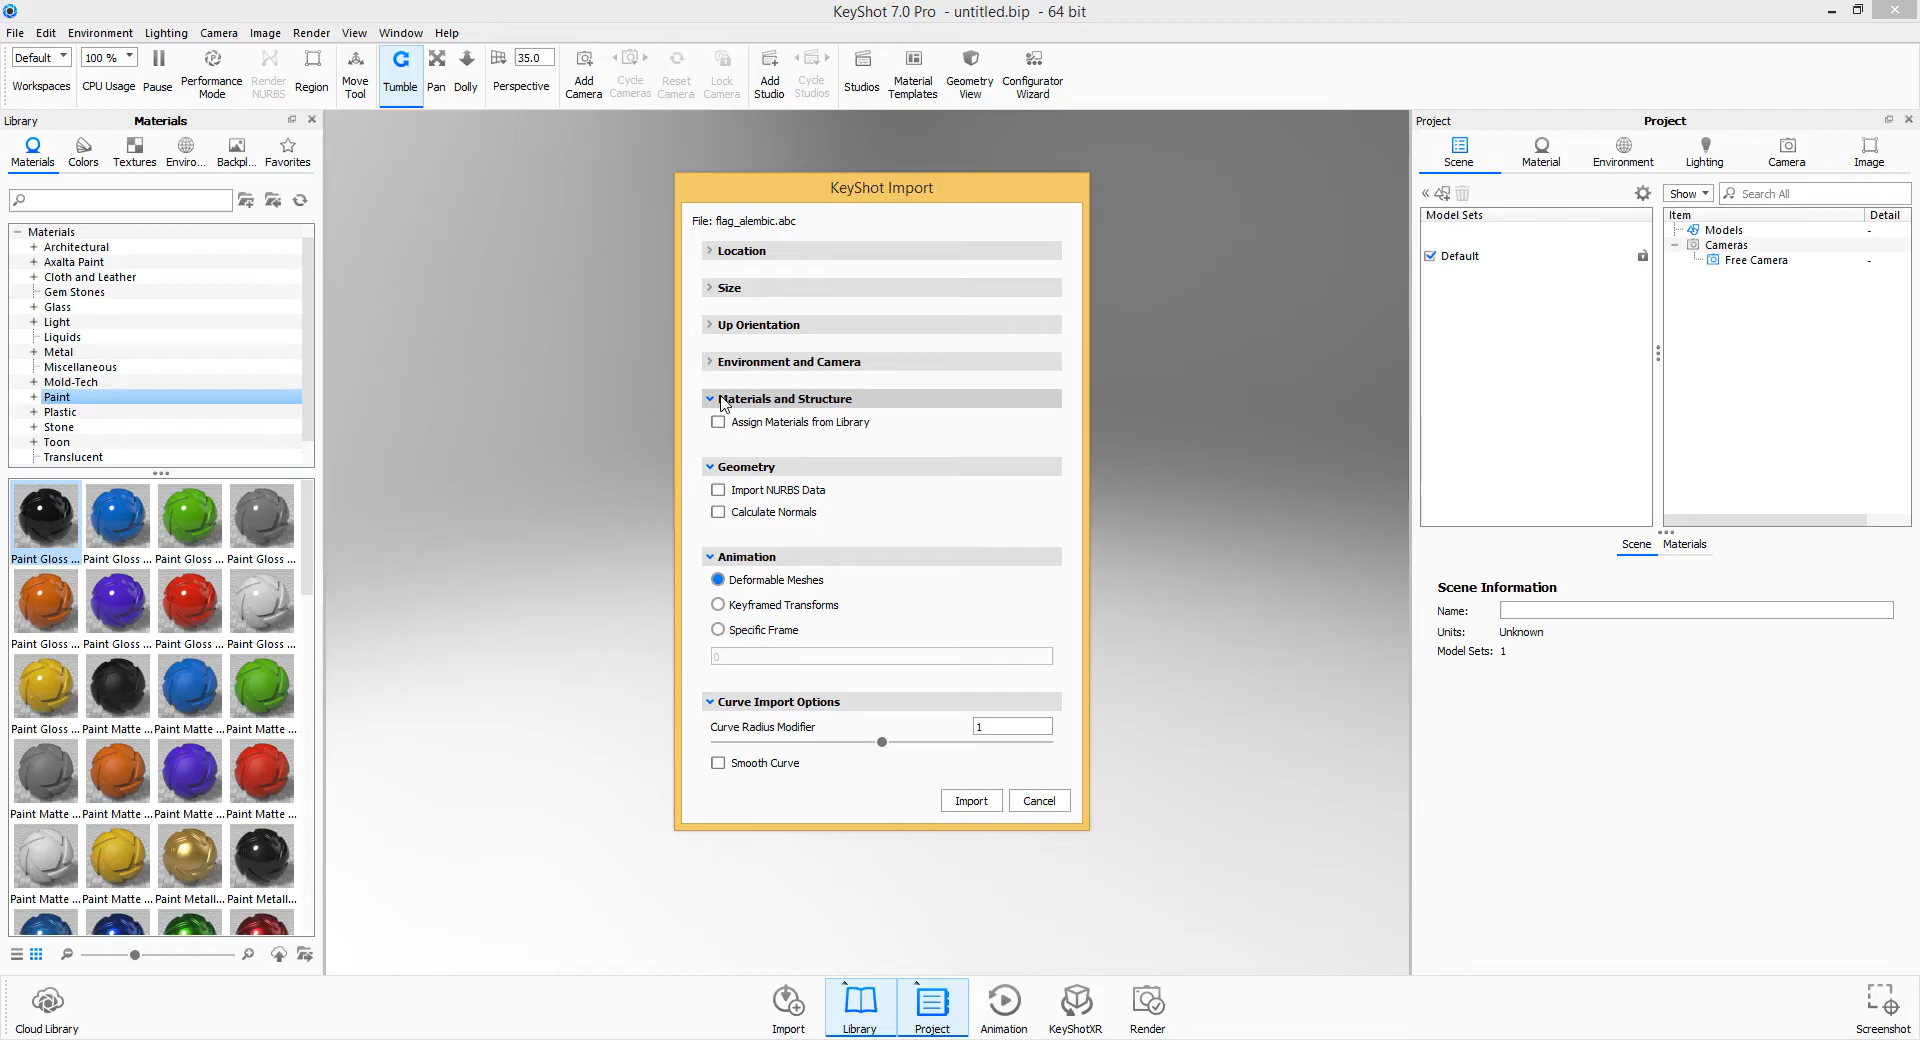 KeyShot 7.0 Pro - untitled.bip - 64 bit
File Edit Environment Lighting Camera Image Render View Window Help
Default 100 % 35.0
Workspaces CPU Usage Pause Performance Mode Render NURBS Region Move Tool Tumble Pan Dolly Perspective Add Camera Cycle Cameras Reset Camera Lock Camera Add Studio Cycle Studios Studios Material Templates Geometry View Configurator Wizard
Library Materials
Materials Colors Textures Enviro... Backpl... Favorites
Materials
Architectural
Axalta Paint
Cloth and Leather
Gem Stones
Glass
Light
Liquids
Metal
Miscellaneous
Mold-Tech
Paint
Plastic
Stone
Toon
Translucent
Paint Gloss ... Paint Gloss ... Paint Gloss ... Paint Gloss ...
Paint Gloss ... Paint Gloss ... Paint Gloss ... Paint Gloss ...
Paint Gloss ... Paint Matte ... Paint Matte ... Paint Matte ...
Paint Matte ... Paint Matte ... Paint Matte ... Paint Matte ...
Paint Matte ... Paint Matte ... Paint Metall... Paint Metall...
KeyShot Import
File: flag_alembic.abc
Location
Size
Up Orientation
Environment and Camera
Materials and Structure
Assign Materials from Library
Geometry
Import NURBS Data
Calculate Normals
Animation
Deformable Meshes
Keyframed Transforms
Specific Frame
0
Curve Import Options
Curve Radius Modifier 1
Smooth Curve
Import Cancel
Project Project
Scene Material Environment Lighting Camera Image
Show Search All
Model Sets
Default
Item Detail
Models -
Cameras
Free Camera -
Scene Materials
Scene Information
Name:
Units: Unknown
Model Sets: 1
Cloud Library Import Library Project Animation KeyShotXR Render Screenshot